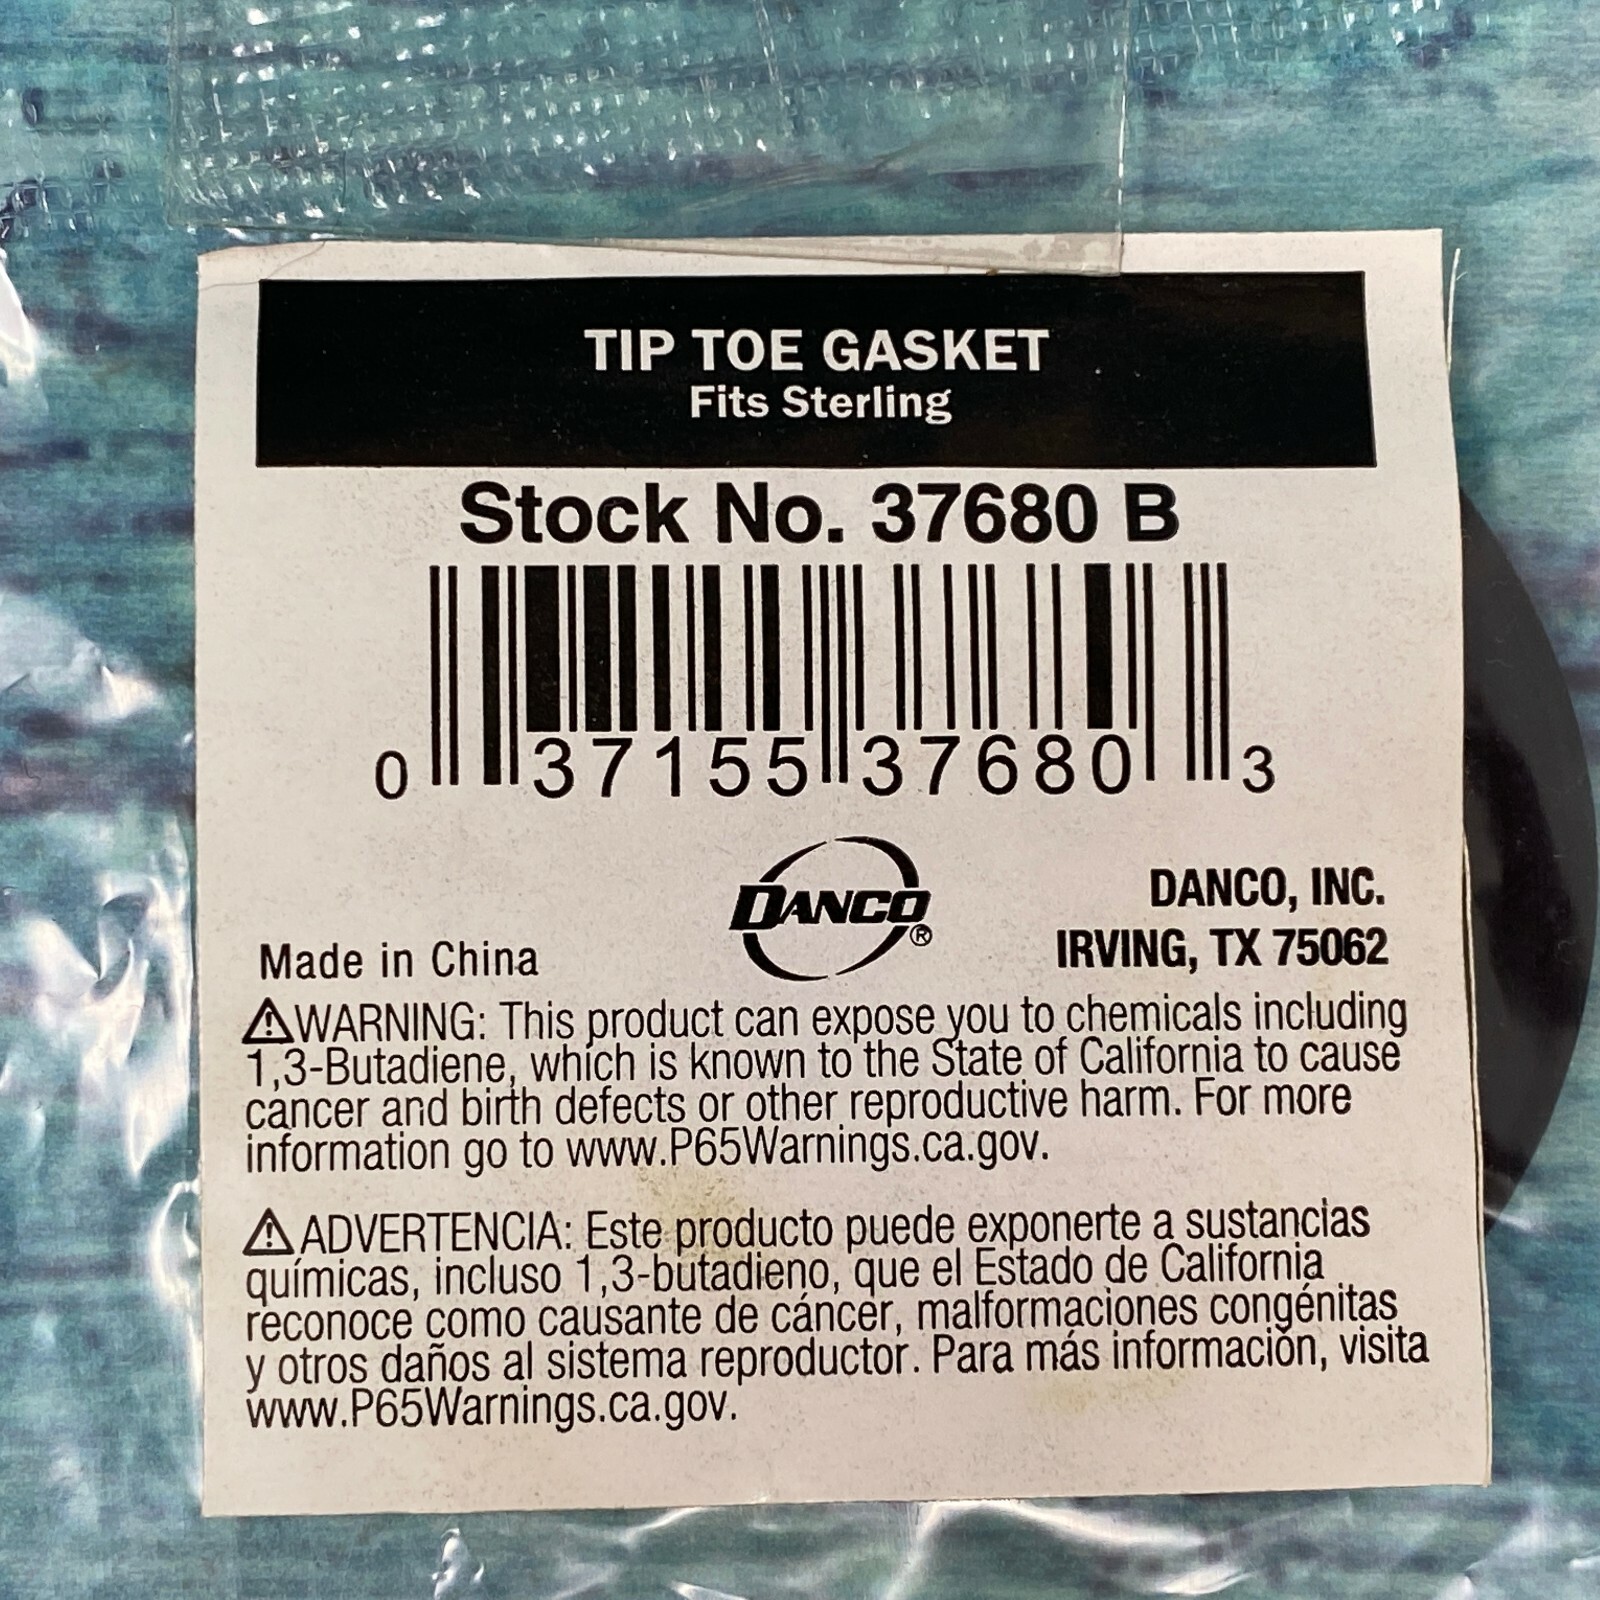 TIP TOE GASKET
Fits Sterling
Stock No. 37680 B
0 37155 37680 3
DANCO®
DANCO, INC.
Made in China
IRVING, TX 75062
⚠WARNING: This product can expose you to chemicals including
1,3-Butadiene, which is known to the State of California to cause
cancer and birth defects or other reproductive harm. For more
information go to www.P65Warnings.ca.gov.
⚠ADVERTENCIA: Este producto puede exponerte a sustancias
químicas, incluso 1,3-butadieno, que el Estado de California
reconoce como causante de cáncer, malformaciones congénitas
y otros daños al sistema reproductor. Para más información, visita
www.P65Warnings.ca.gov.